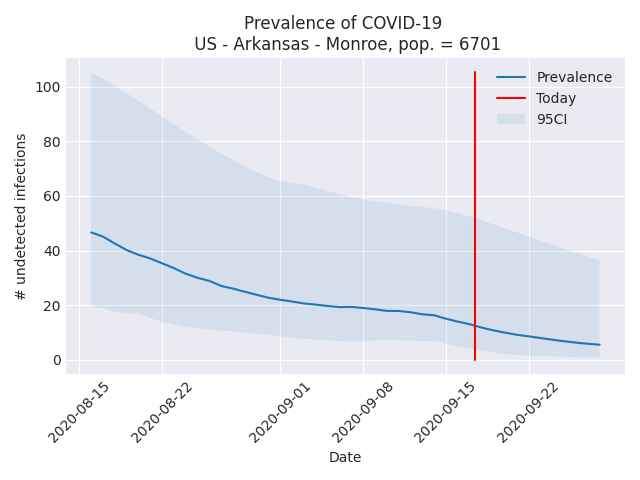 Prevalence of COVID-19
US - Arkansas - Monroe, pop. = 6701
# undetected infections
100
80
60
40
20
0
Prevalence
Today
95CI
2020-08-15
2020-08-22
2020-09-01
2020-09-08
2020-09-15
2020-09-22
Date